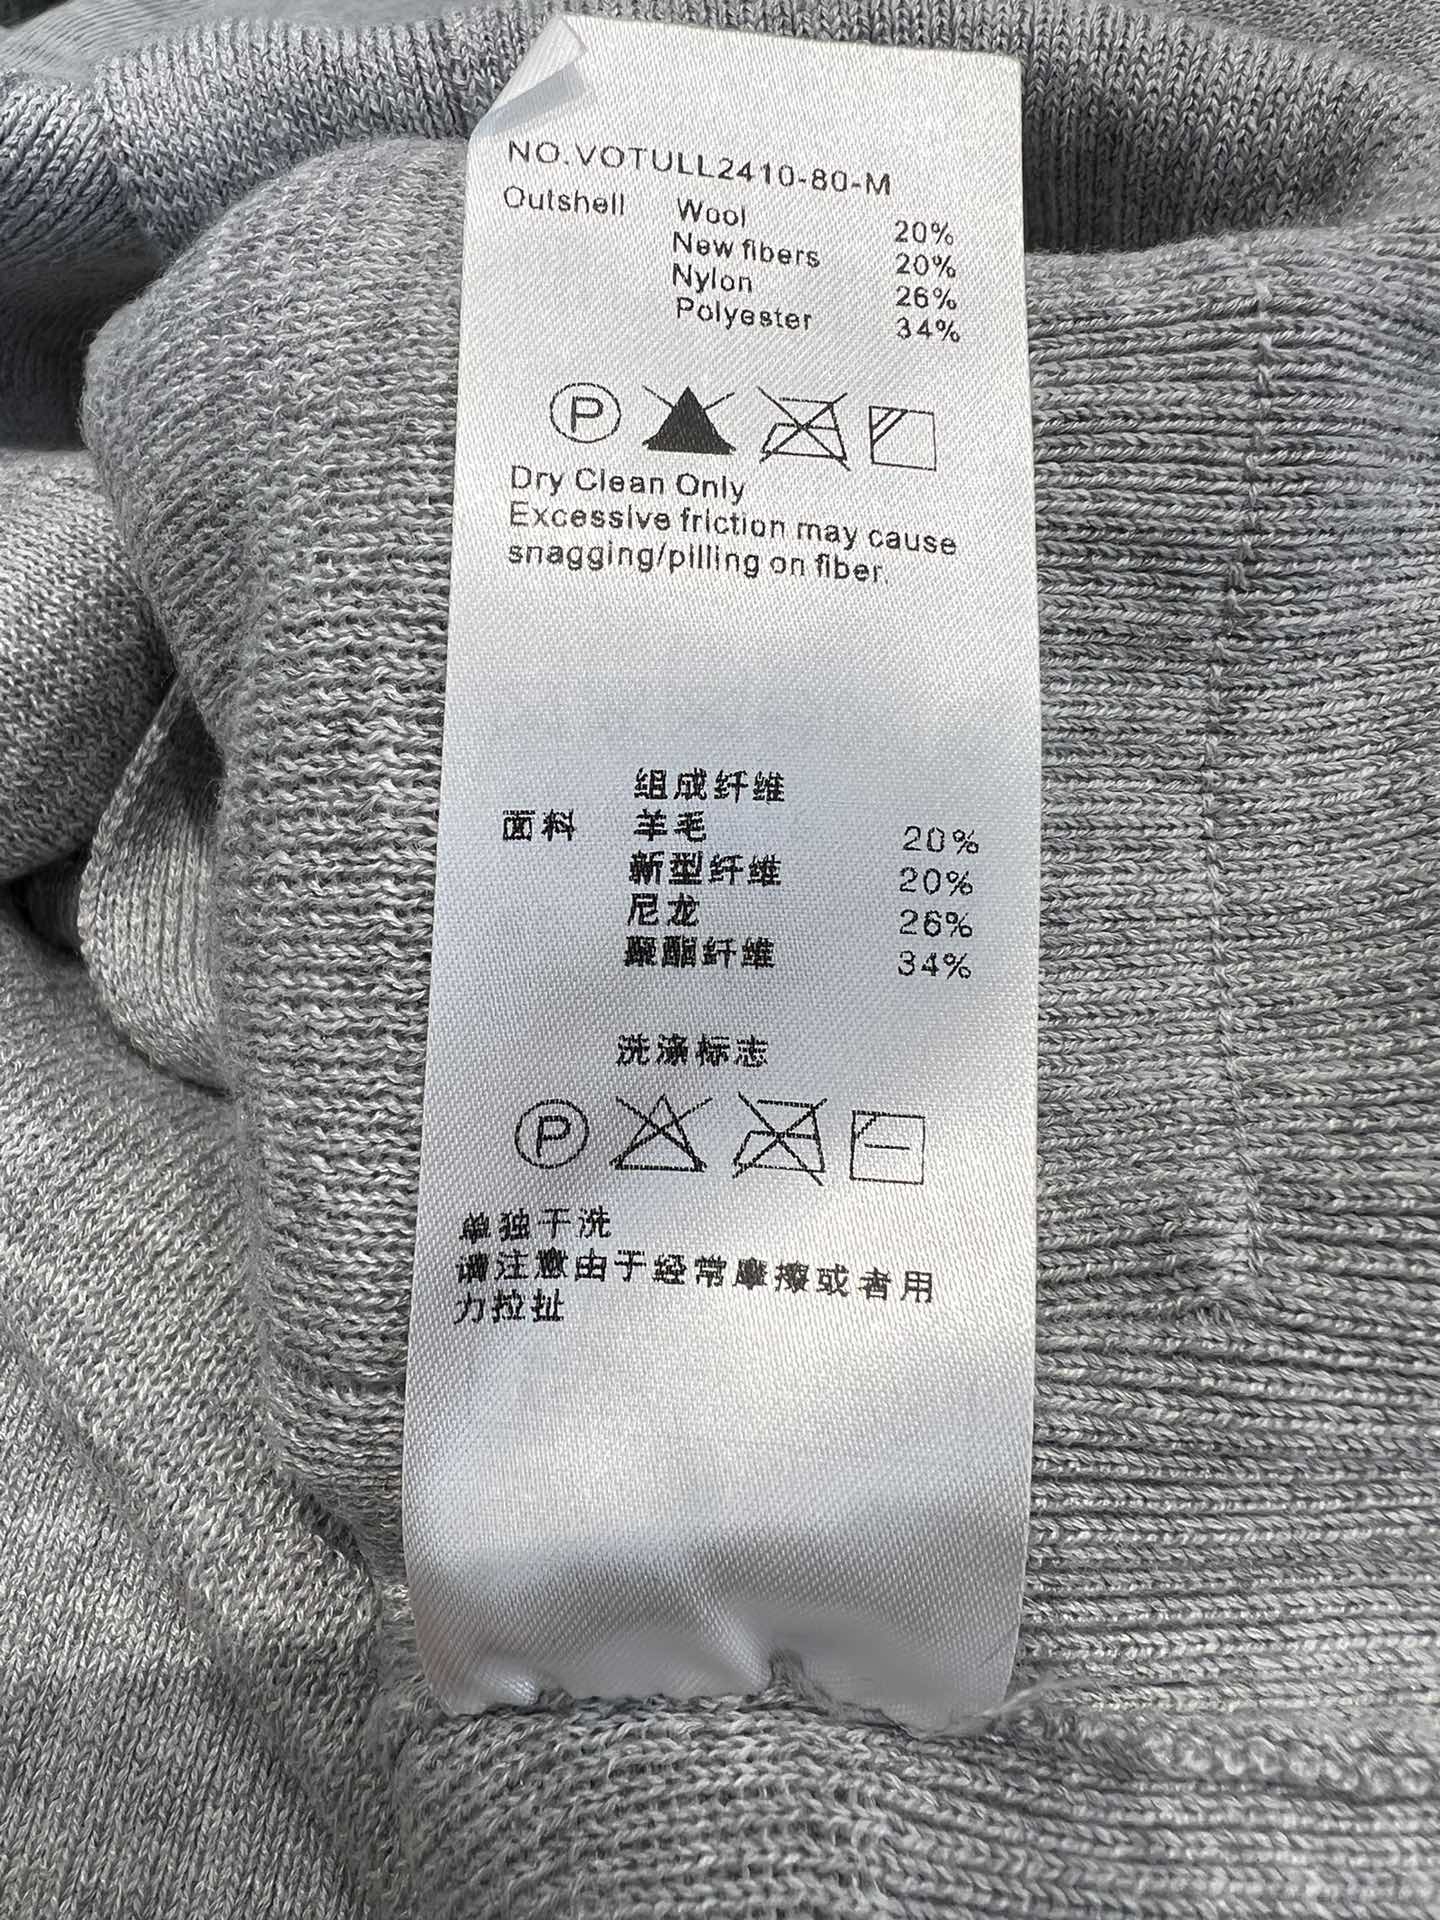 NO.VOTULL2410-80-M
Outshell Wool 20%
New fibers 20%
Nylon 26%
Polyester 34%
P
Dry Clean Only
Excessive friction may cause
snagging/pilling on fiber.
组成纤维
面料 羊毛 20%
新型纤维 20%
尼龙 26%
聚酯纤维 34%
洗涤标志
P
单独干洗
请注意由于经常摩擦或者用
力拉扯